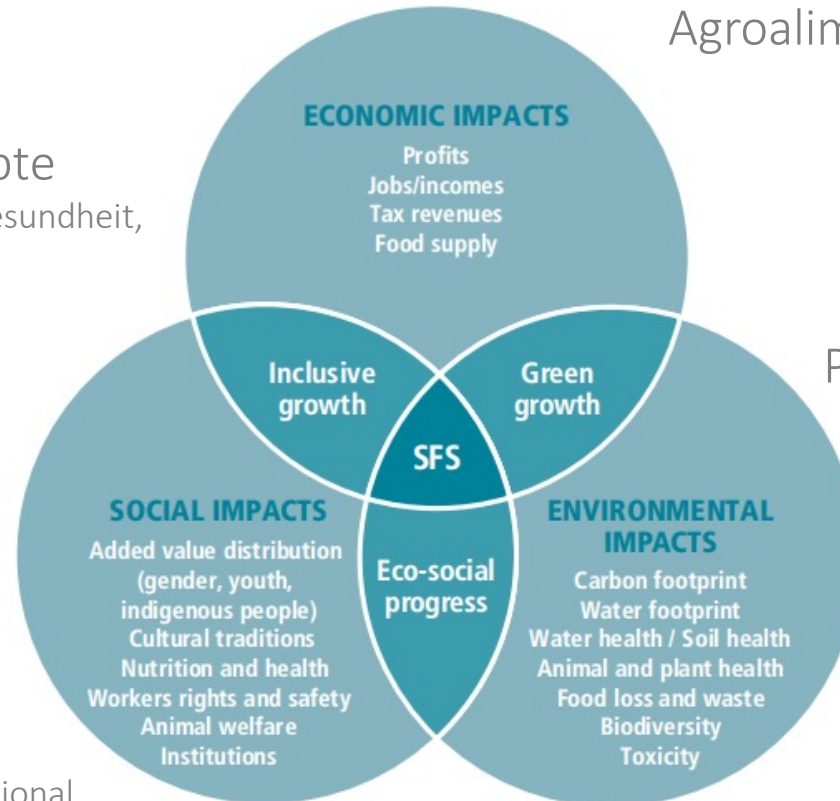 Agroalim
ECONOMIC IMPACTS
Profits
Jobs/incomes
Tax revenues
Food supply
ote
esundheit,
Inclusive
growth
Green
growth
P
SFS
SOCIAL IMPACTS
Added value distribution
(gender, youth,
indigenous people)
Cultural traditions
Nutrition and health
Workers rights and safety
Animal welfare
Institutions
Eco-social
progress
ENVIRONMENTAL
IMPACTS
Carbon footprint
Water footprint
Water health / Soil health
Animal and plant health
Food loss and waste
Biodiversity
Toxicity
ional